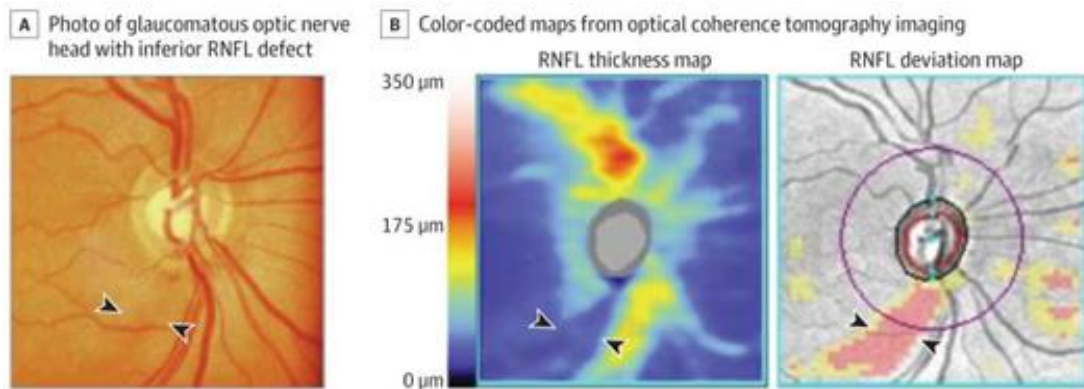 A Photo of glaucomatous optic nerve
head with inferior RNFL defect
B Color-coded maps from optical coherence tomography imaging
RNFL thickness map
RNFL deviation map
350 µm
175 µm
0 µm